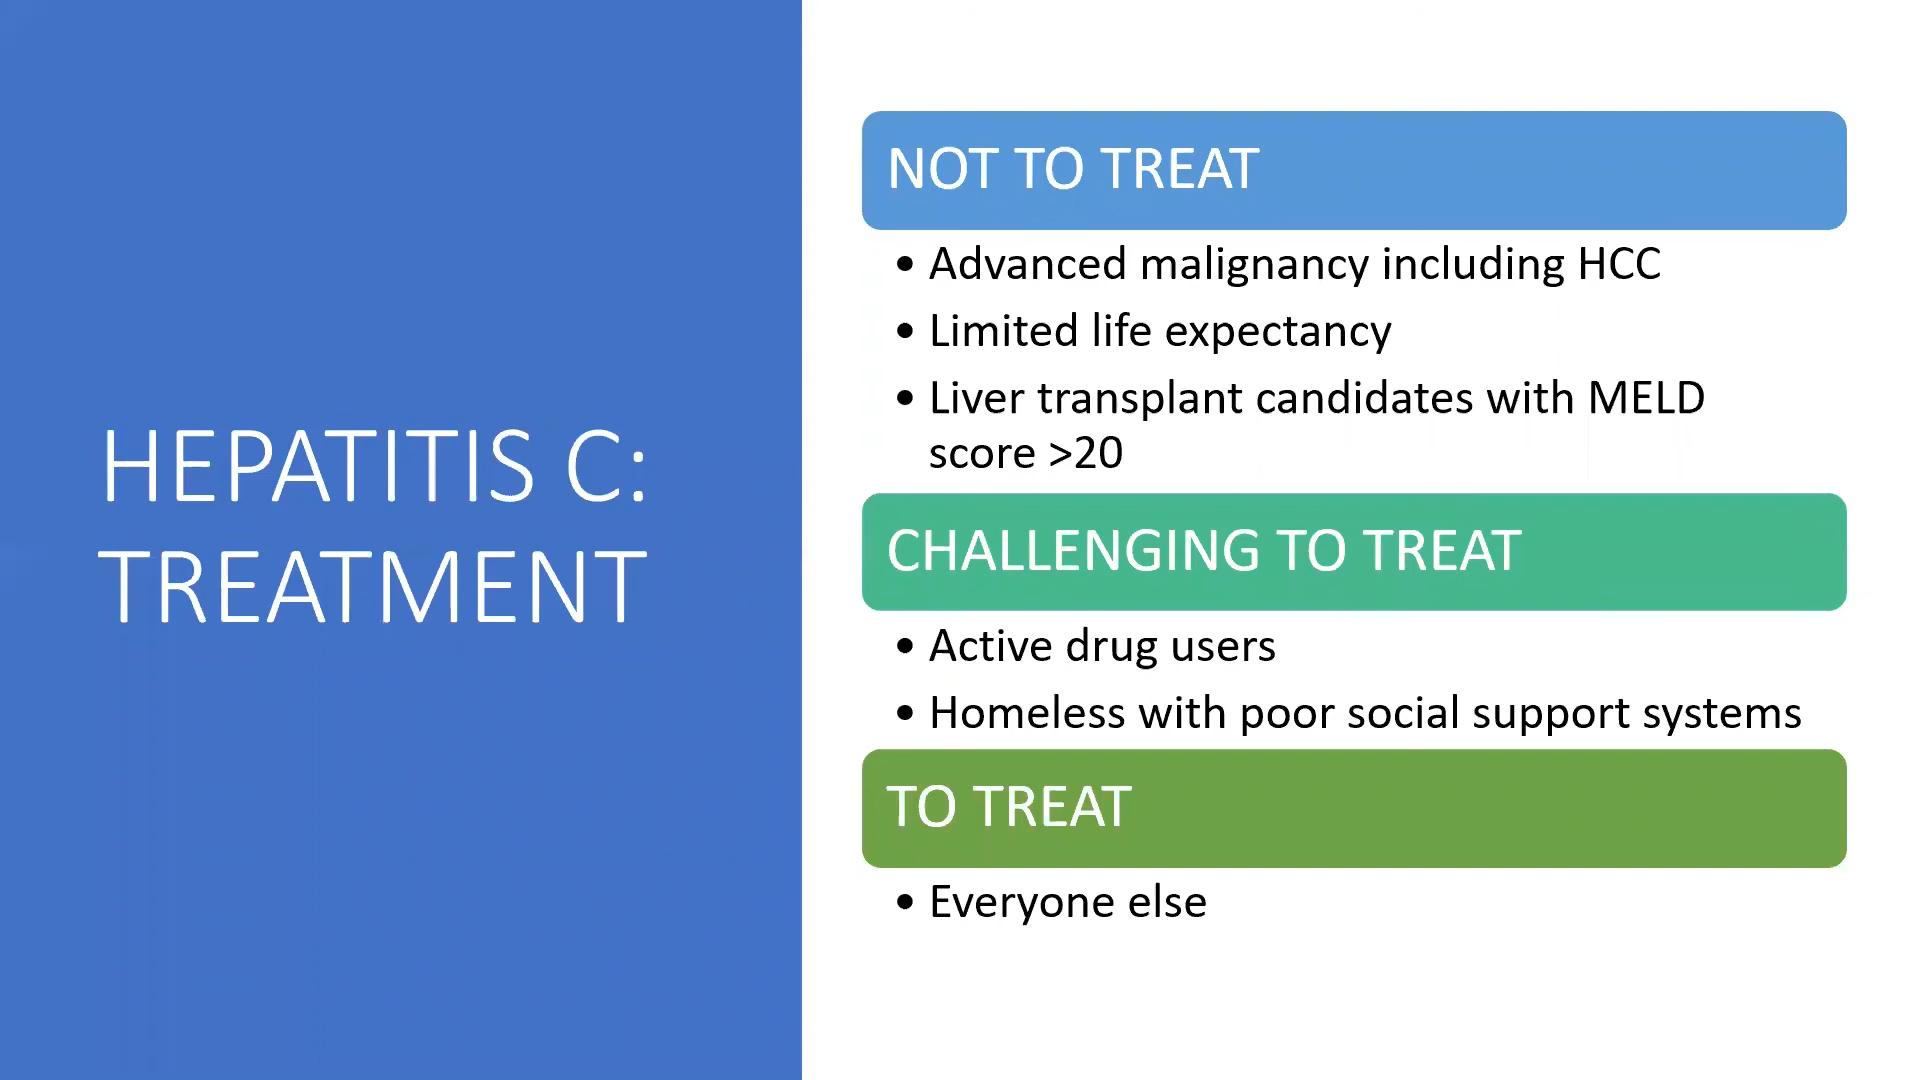 HEPATITIS C:
TREATMENT
NOT TO TREAT
• Advanced malignancy including HCC
• Limited life expectancy
• Liver transplant candidates with MELD
score >20
CHALLENGING TO TREAT
• Active drug users
• Homeless with poor social support systems
TO TREAT
• Everyone else